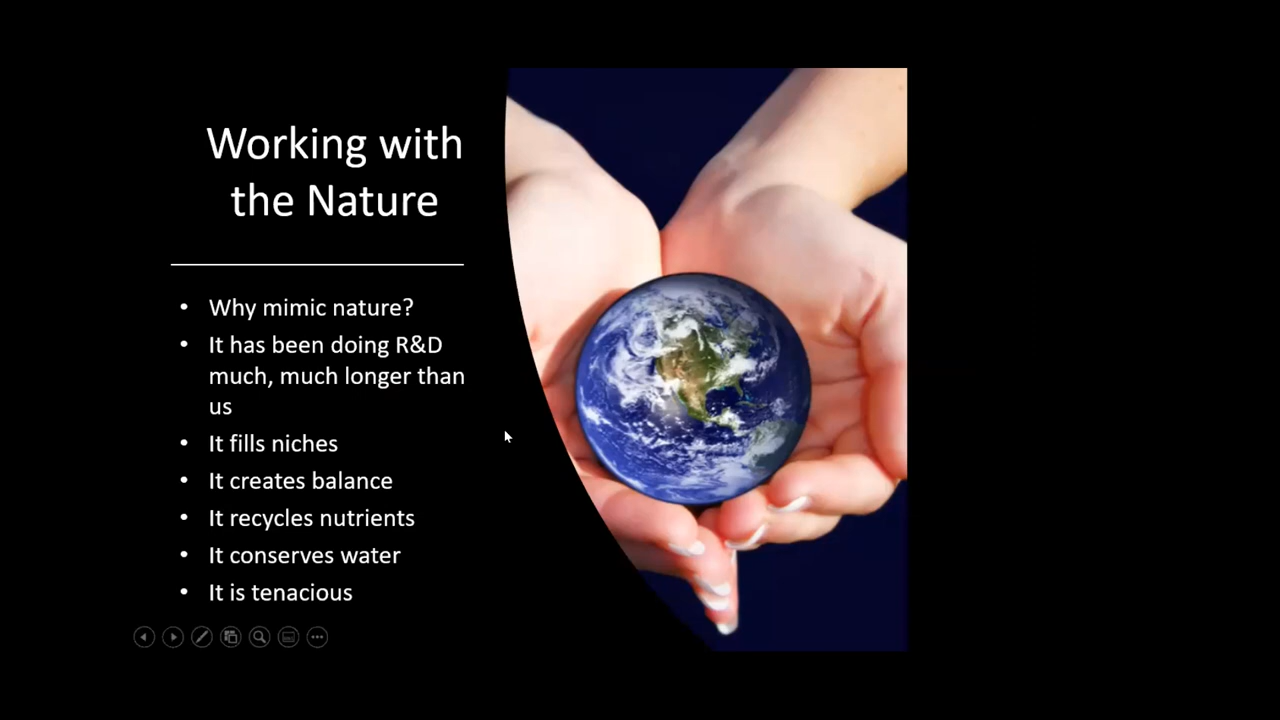 Working with
the Nature
• Why mimic nature?
• It has been doing R&D
much, much longer than
us
• It fills niches
• It creates balance
• It recycles nutrients
• It conserves water
• It is tenacious